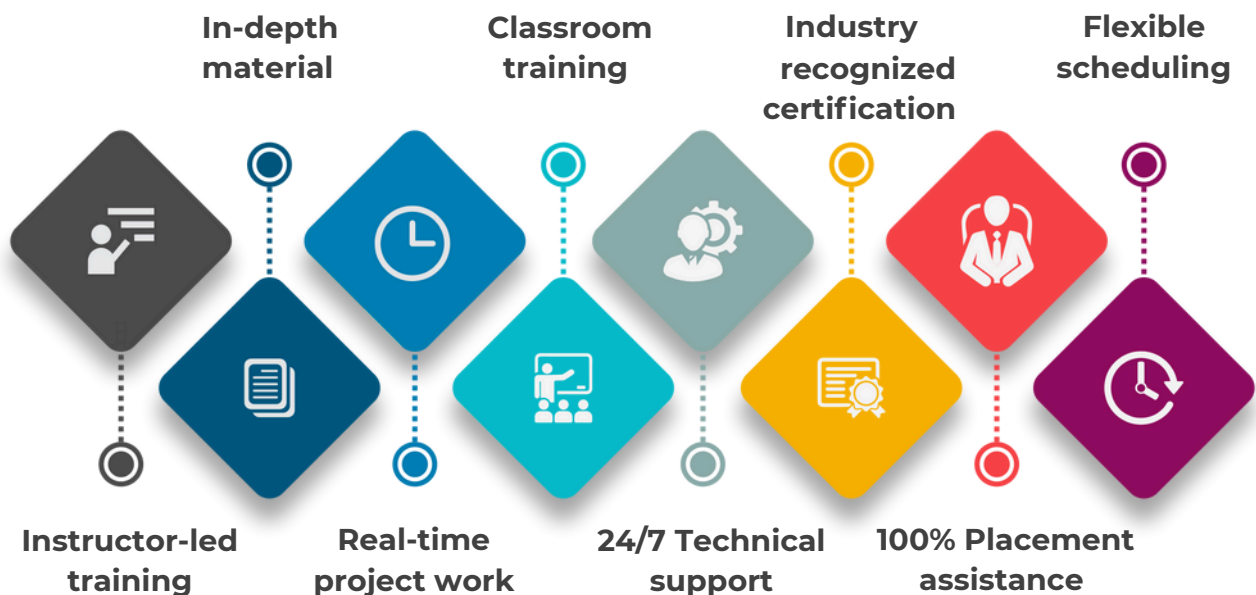 In-depth
material
Classroom
training
Industry
recognized
certification
Flexible
scheduling
Instructor-led
training
Real-time
project work
24/7 Technical
support
100% Placement
assistance